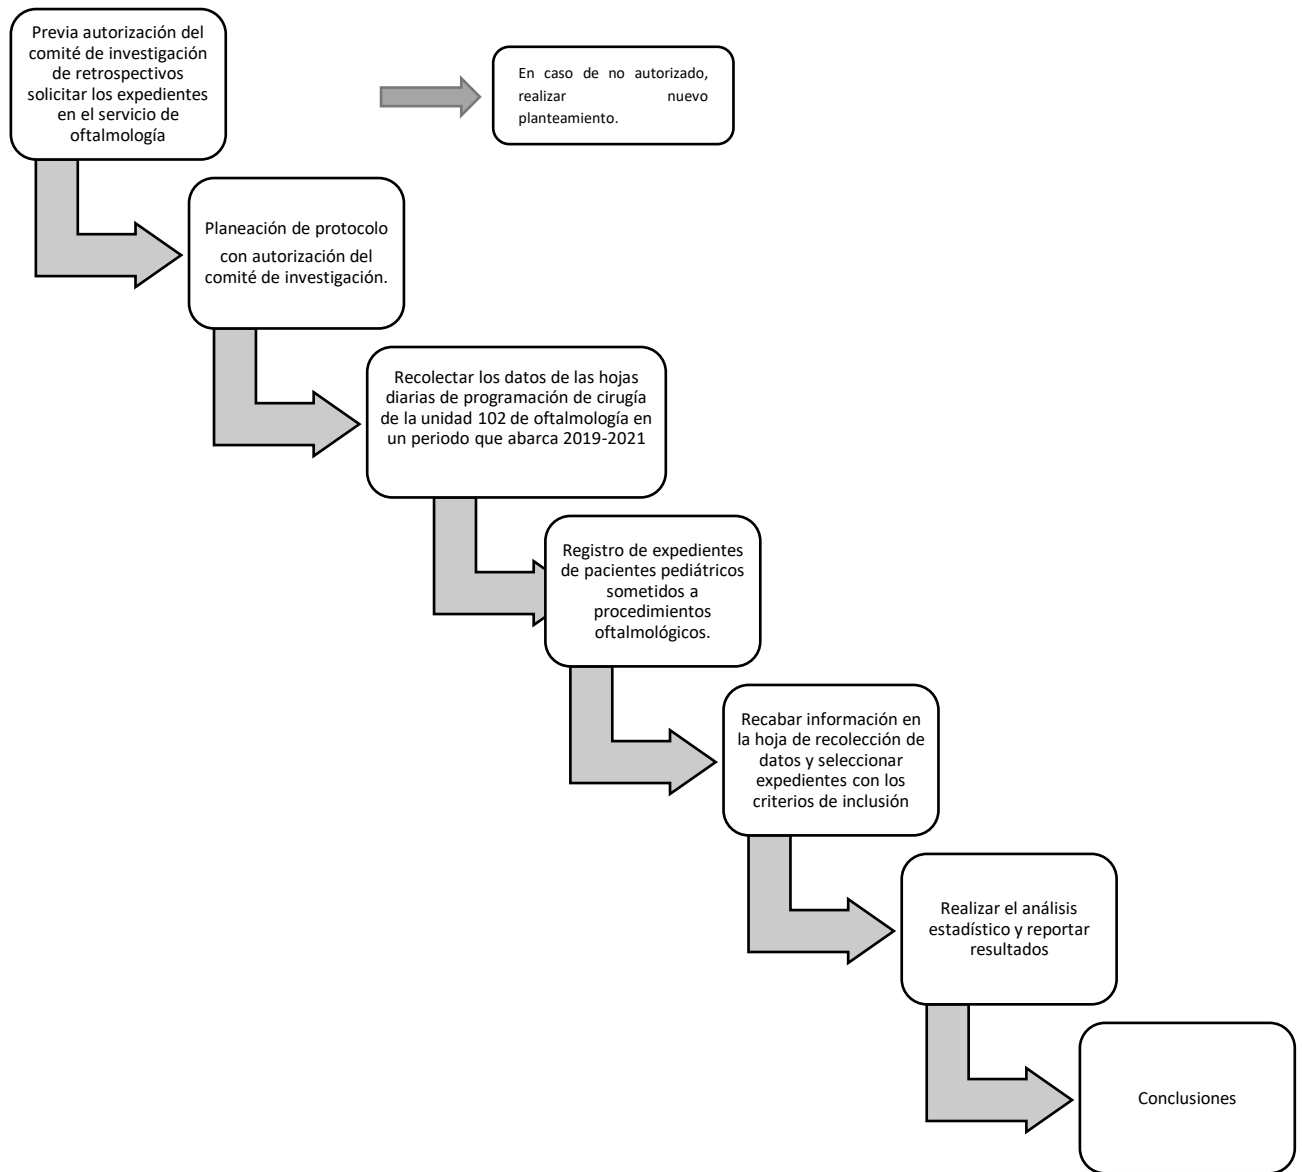 Previa autorización del
comité de investigación
de retrospectivos
solicitar los expedientes
en el servicio de
oftalmología
En caso de no autorizado,
realizar nuevo
planteamiento.
Planeación de protocolo
con autorización del
comité de investigación.
Recolectar los datos de las hojas
diarias de programación de cirugía
de la unidad 102 de oftalmología en
un periodo que abarca 2019-2021
Registro de expedientes
de pacientes pediátricos
sometidos a
procedimientos
oftalmológicos.
Recabar información en
la hoja de recolección de
datos y seleccionar
expedientes con los
criterios de inclusión
Realizar el análisis
estadístico y reportar
resultados
Conclusiones